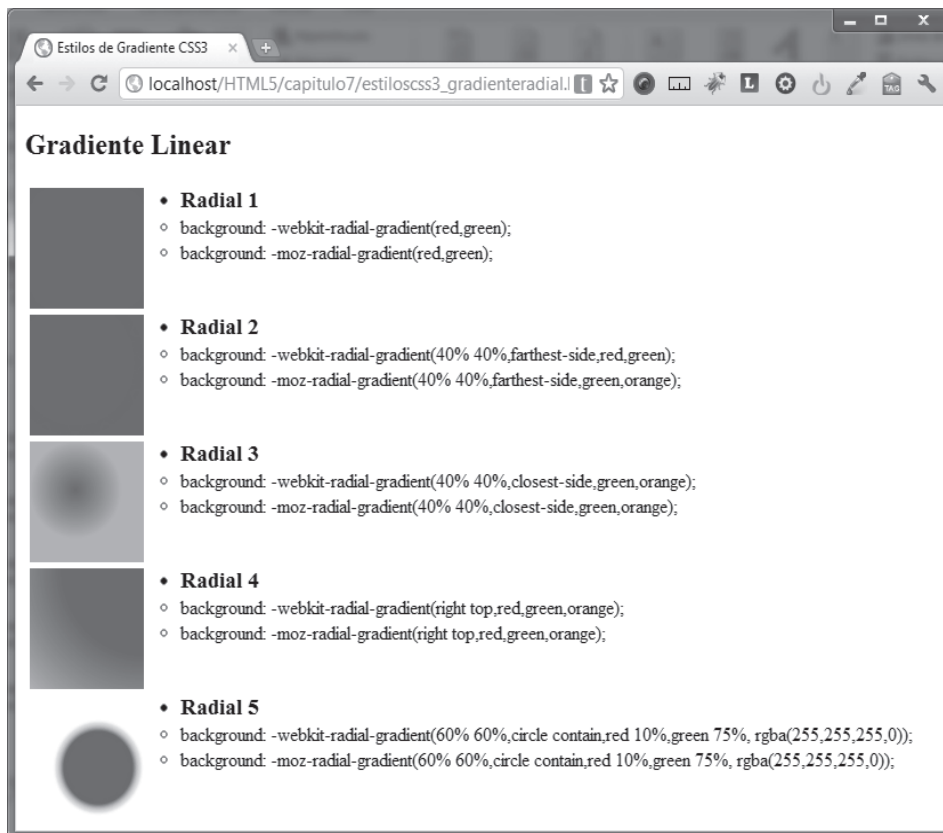 Estilos de Gradiente CSS3
localhost/HTML5/capitulo7/estiloscss3_gradienteradial.
Gradiente Linear
Radial 1
background: -webkit-radial-gradient(red,green);
background: -moz-radial-gradient(red,green);
Radial 2
background: -webkit-radial-gradient(40% 40%,farthest-side,red,green);
background: -moz-radial-gradient(40% 40%,farthest-side,green,orange);
Radial 3
background: -webkit-radial-gradient(40% 40%,closest-side,green,orange);
background: -moz-radial-gradient(40% 40%,closest-side,green,orange);
Radial 4
background: -webkit-radial-gradient(right top,red,green,orange);
background: -moz-radial-gradient(right top,red,green,orange);
Radial 5
background: -webkit-radial-gradient(60% 60%,circle contain,red 10%,green 75%, rgba(255,255,255,0));
background: -moz-radial-gradient(60% 60%,circle contain,red 10%,green 75%, rgba(255,255,255,0));